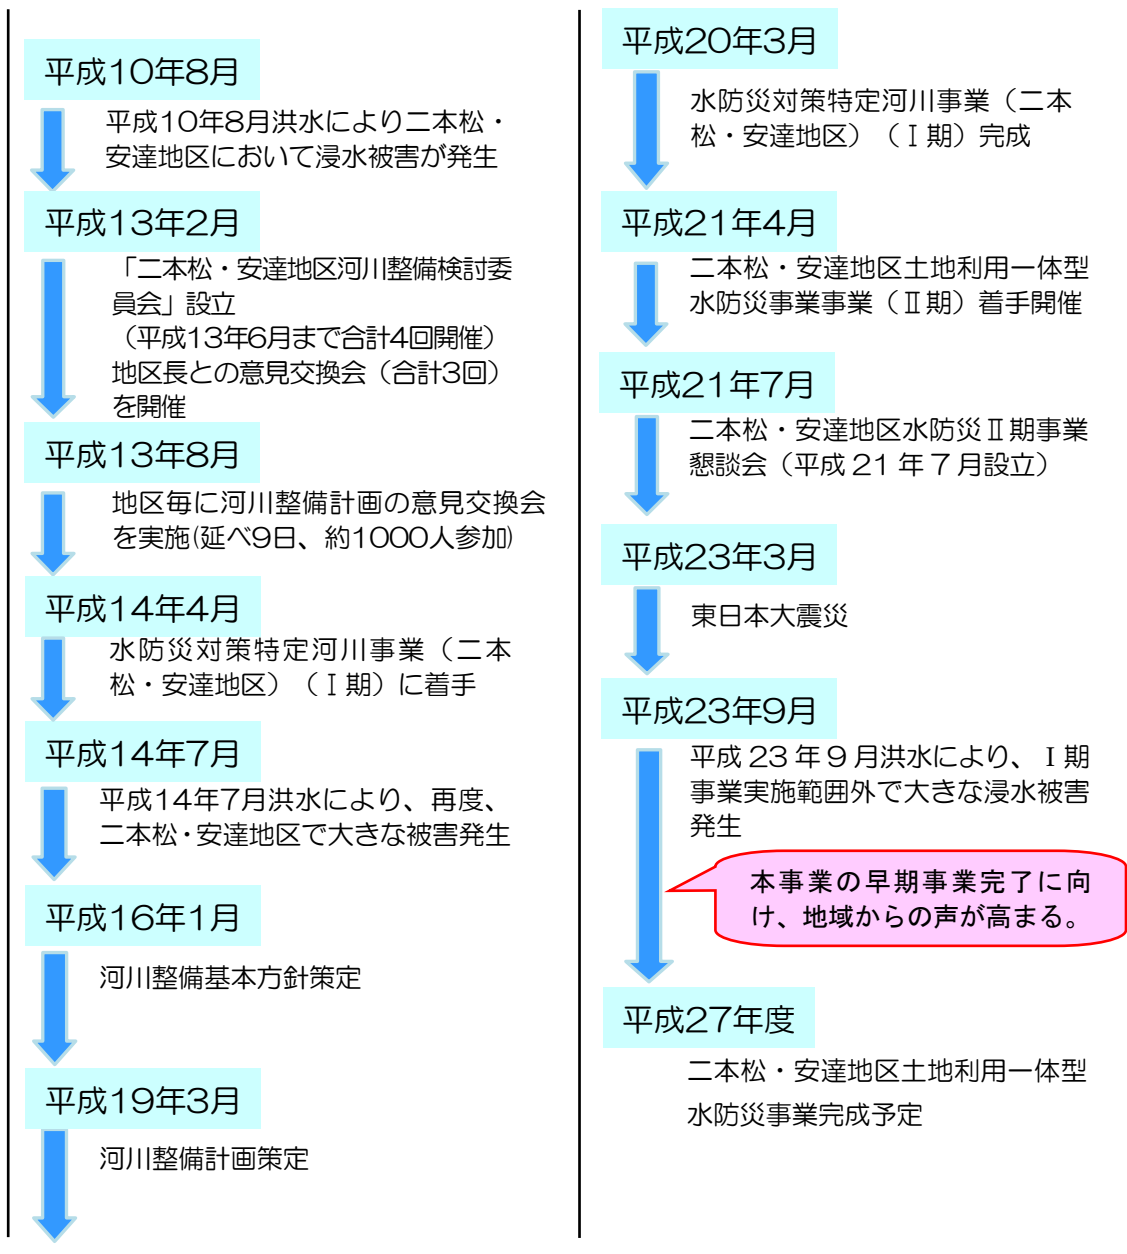 平成10年8月
平成10年8月洪水により二本松・
安達地区において浸水被害が発生
平成13年2月
「二本松・安達地区河川整備検討委
員会」設立
（平成13年6月まで合計4回開催）
地区長との意見交換会（合計3回）
を開催
平成13年8月
地区毎に河川整備計画の意見交換会
を実施(延べ9日、約1000人参加)
平成14年4月
水防災対策特定河川事業（二本
松・安達地区）（Ⅰ期）に着手
平成14年7月
平成14年7月洪水により、再度、
二本松・安達地区で大きな被害発生
平成16年1月
河川整備基本方針策定
平成19年3月
河川整備計画策定
平成20年3月
水防災対策特定河川事業（二本
松・安達地区）（Ⅰ期）完成
平成21年4月
二本松・安達地区土地利用一体型
水防災事業事業（Ⅱ期）着手開催
平成21年7月
二本松・安達地区水防災Ⅱ期事業
懇談会（平成 21 年 7 月設立）
平成23年3月
東日本大震災
平成23年9月
平成 23 年 9 月洪水により、Ⅰ期
事業実施範囲外で大きな浸水被害
発生
本事業の早期事業完了に向
け、地域からの声が高まる。
平成27年度
二本松・安達地区土地利用一体型
水防災事業完成予定